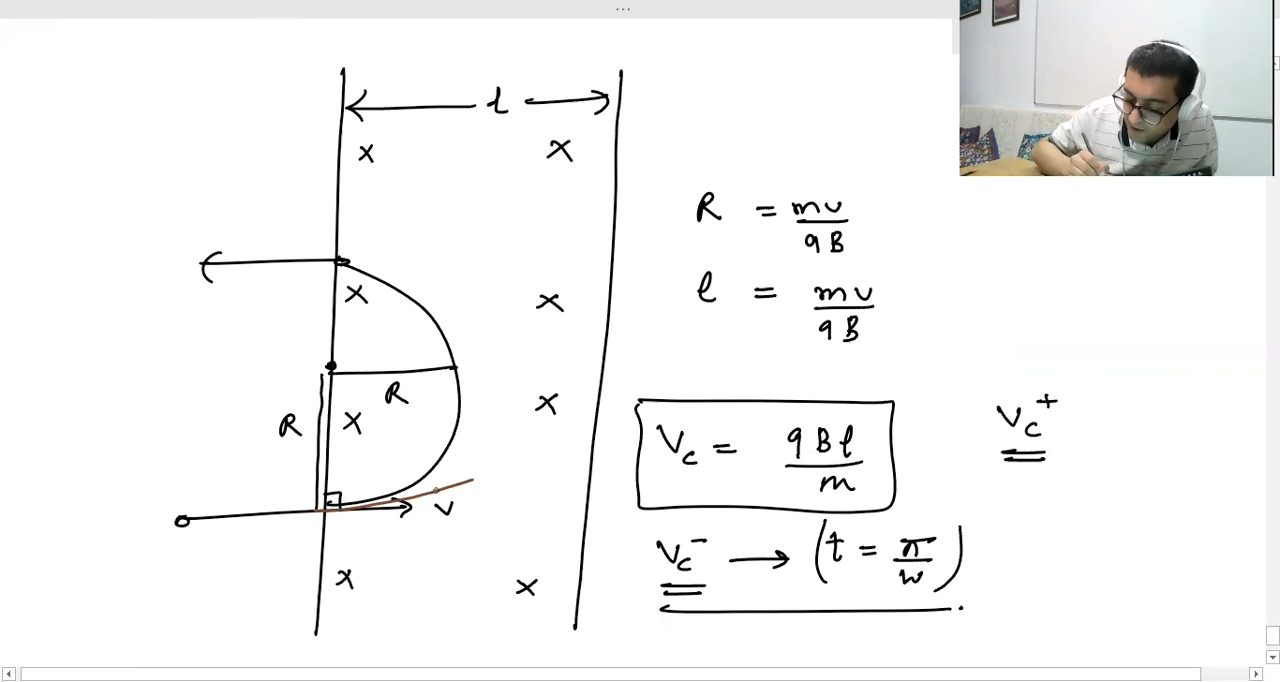 l
x x
R = mv/qB
x x
l = mv/qB
R
R x x
V_c = qBl/m
V_c^+
v
V_c^- → (t = π/w)
x x